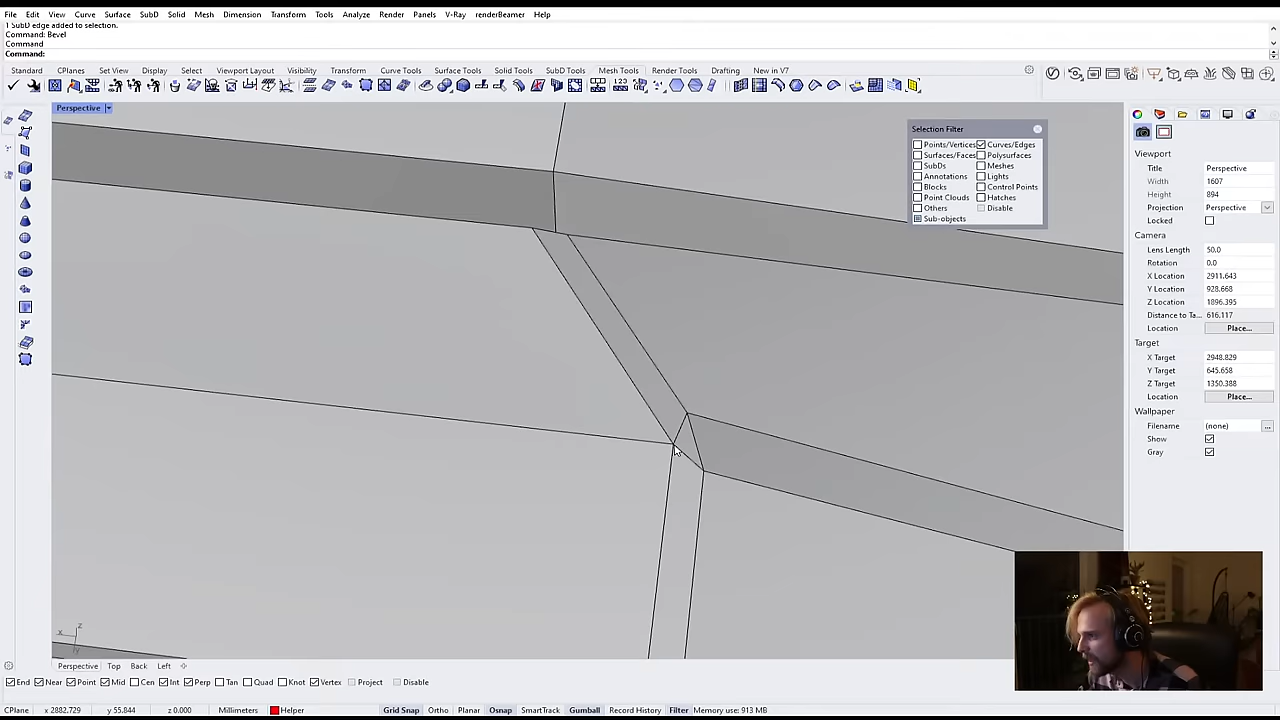 File Edit View Curve Surface SubD Solid Mesh Dimension Transform Tools Analyze Render Panels V-Ray renderBeamer Help
1 SubD edge added to selection.
Command: Bevel
Command
Command:
Standard CPlanes Set View Display Select Viewport Layout Visibility Transform Curve Tools Surface Tools Solid Tools SubD Tools Mesh Tools Render Tools Drafting New in V7
Perspective
Selection Filter
Points/Vertices Curves/Edges
Surfaces/Faces Polysurfaces
SubDs Meshes
Annotations Lights
Blocks Control Points
Point Clouds Hatches
Others Disable
Sub-objects
Viewport
Title Perspective
Width 1607
Height 894
Projection Perspective
Locked
Camera
Lens Length 50.0
Rotation 0.0
X Location 2911.643
Y Location 928.668
Z Location 1896.395
Distance to Ta... 616.117
Location Place...
Target
X Target 2948.829
Y Target 645.658
Z Target 1350.388
Location Place...
Wallpaper
Filename (none) ...
Show
Gray
z
x
y
Perspective Top Back Left
End Near Point Mid Cen Int Perp Tan Quad Knot Vertex Project Disable
CPlane x 2882.729 y 55.844 z 0.000 Millimeters Helper Grid Snap Ortho Planar Osnap SmartTrack Gumball Record History Filter Memory use: 913 MB